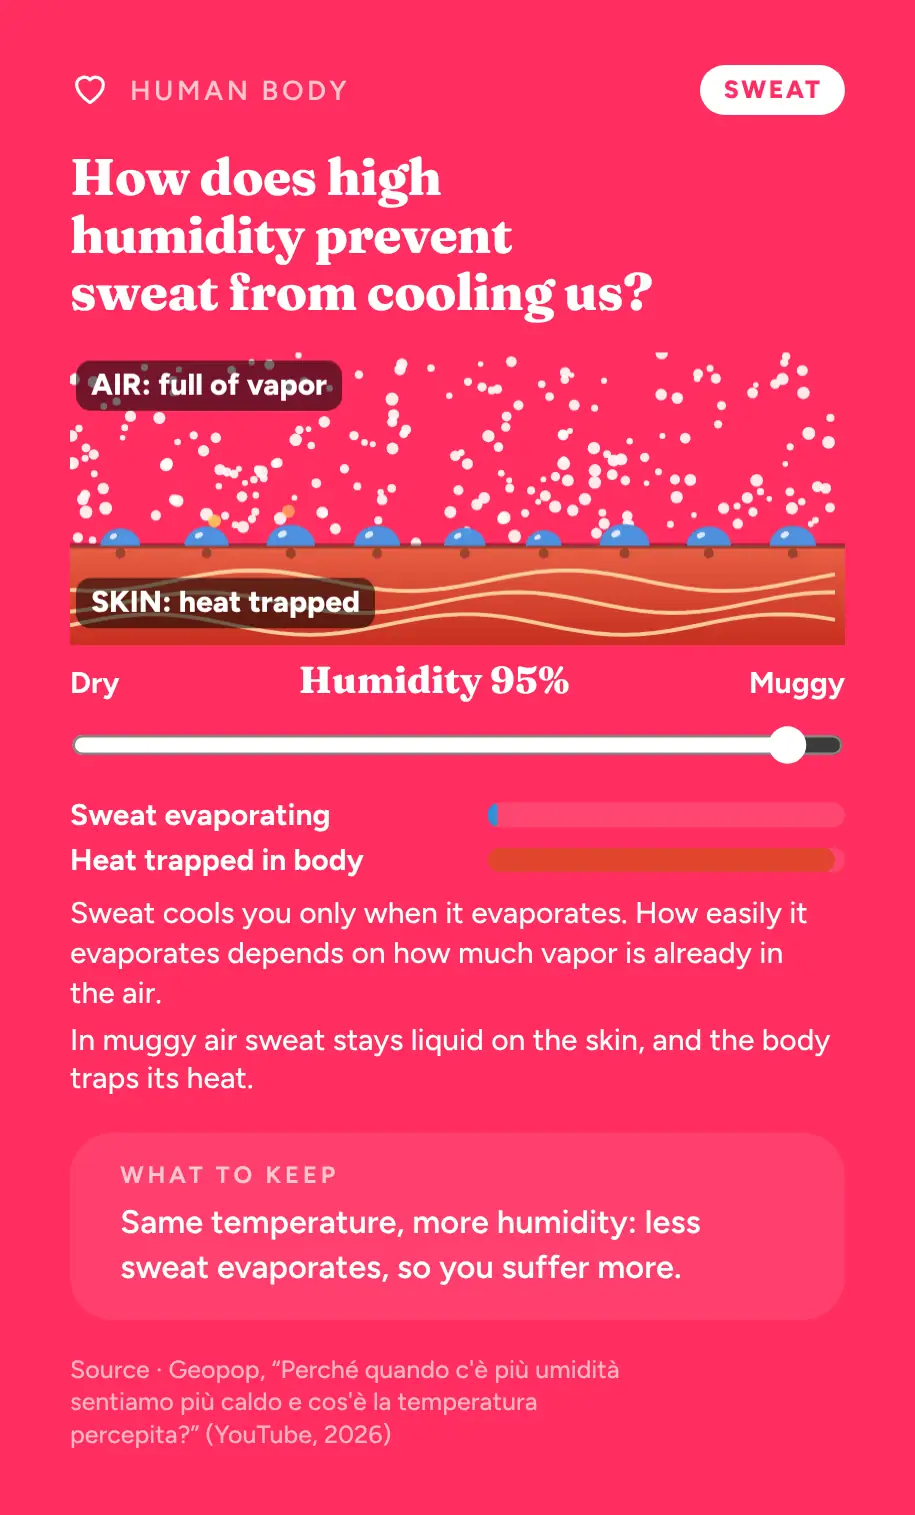 HUMAN BODY
SWEAT
How does high
humidity prevent
sweat from cooling us?
AIR: full of vapor
SKIN: heat trapped
Dry
Humidity 95%
Muggy
Sweat evaporating
Heat trapped in body
Sweat cools you only when it evaporates. How easily it
evaporates depends on how much vapor is already in
the air.
In muggy air sweat stays liquid on the skin, and the body
traps its heat.
WHAT TO KEEP
Same temperature, more humidity: less
sweat evaporates, so you suffer more.
Source · Geopop, “Perché quando c'è più umidità
sentiamo più caldo e cos'è la temperatura
percepita?” (YouTube, 2026)